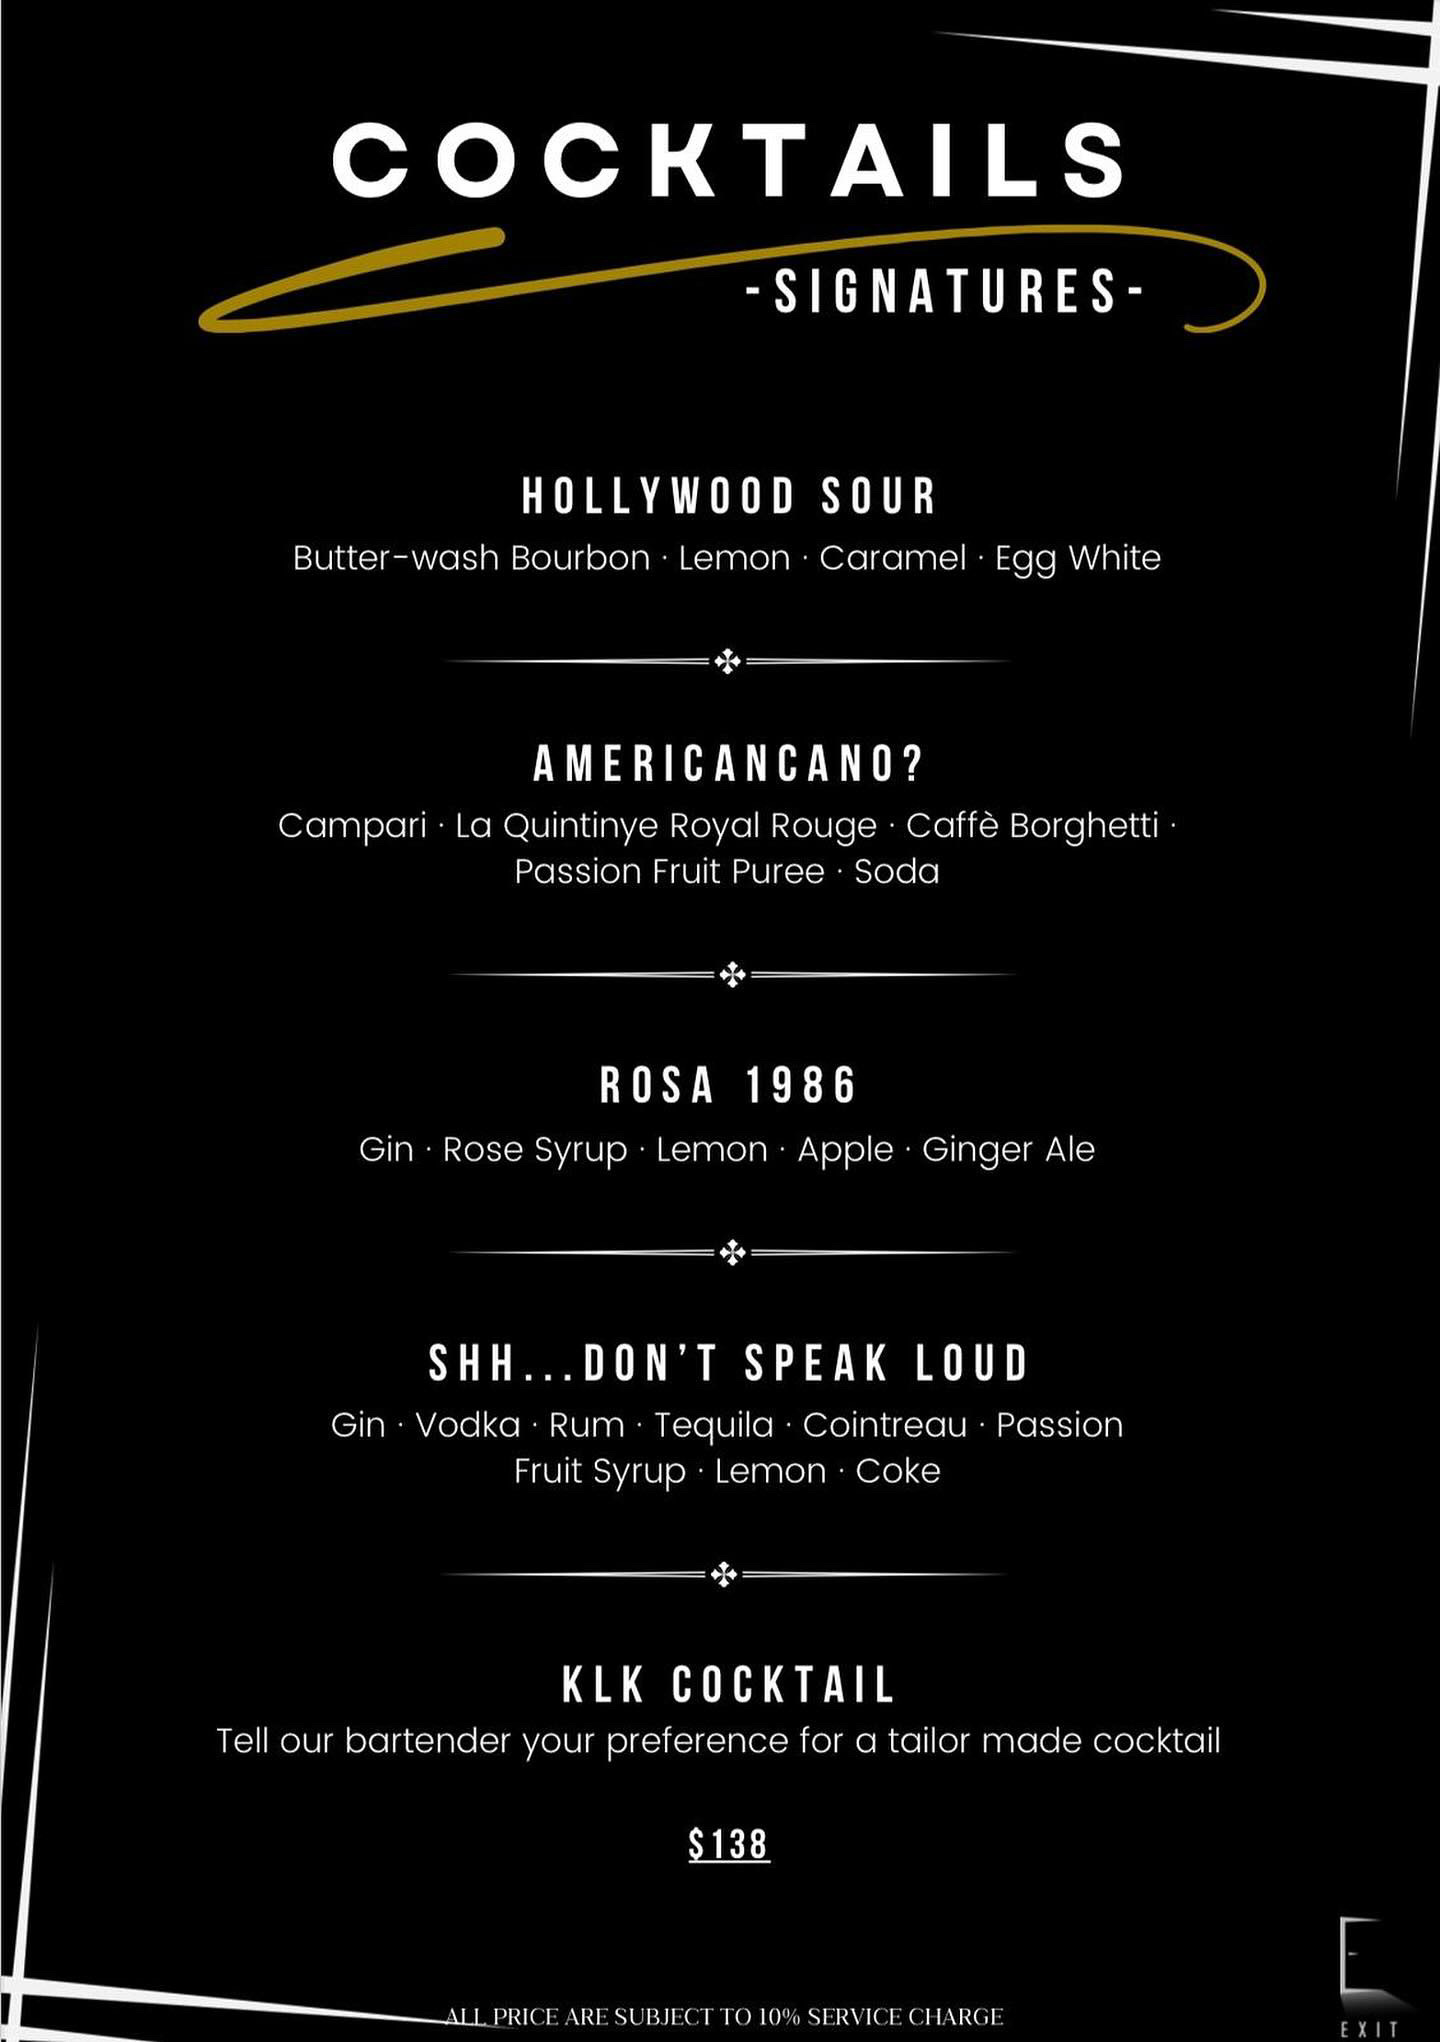 COCKTAILS
-SIGNATURES-
HOLLYWOOD SOUR
Butter-wash Bourbon · Lemon · Caramel · Egg White
AMERICANCANO?
Campari · La Quintinye Royal Rouge · Caffè Borghetti ·
Passion Fruit Puree · Soda
ROSA 1986
Gin · Rose Syrup · Lemon · Apple · Ginger Ale
SHH...DON'T SPEAK LOUD
Gin · Vodka · Rum · Tequila · Cointreau · Passion
Fruit Syrup · Lemon · Coke
KLK COCKTAIL
Tell our bartender your preference for a tailor made cocktail
$138
ALL PRICE ARE SUBJECT TO 10% SERVICE CHARGE
E
EXIT